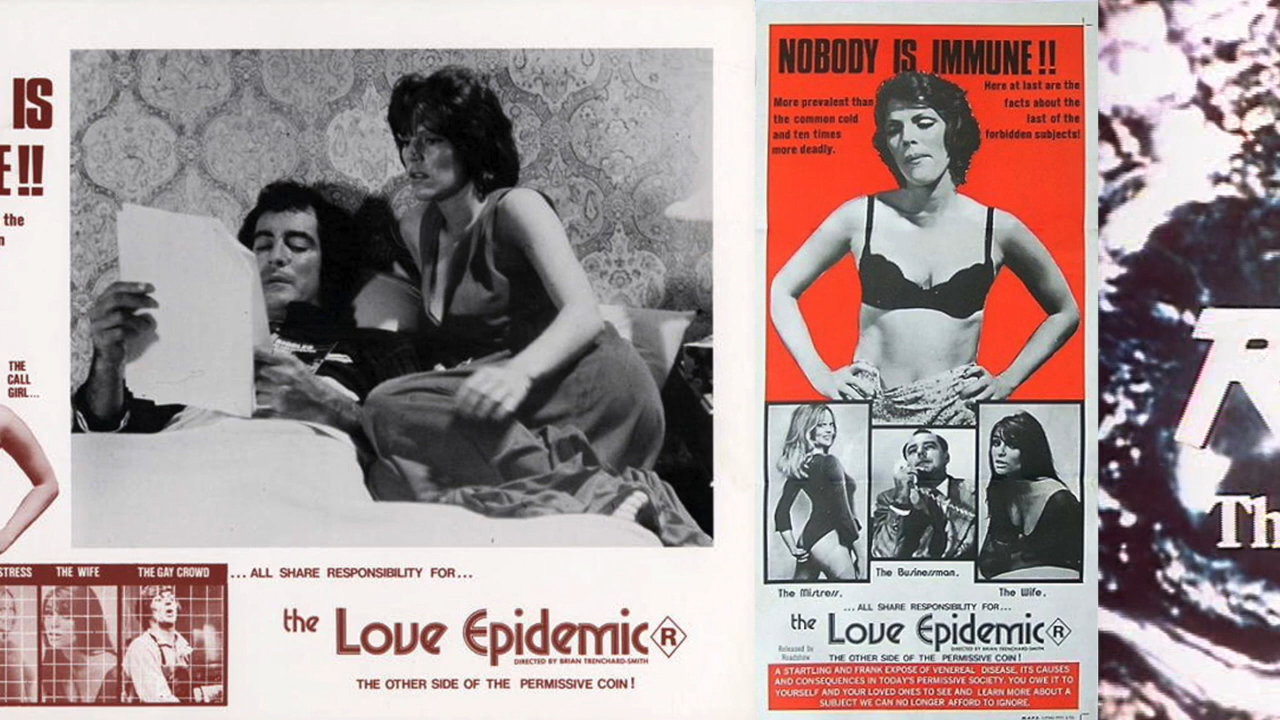 IS
E!!
the
n
THE
CALL
GIRL...
STRESS THE WIFE THE GAY CROWD
...ALL SHARE RESPONSIBILITY FOR...
the Love Epidemic R
DIRECTED BY BRIAN TRENCHARD-SMITH
THE OTHER SIDE OF THE PERMISSIVE COIN!
NOBODY IS IMMUNE!!
More prevalent than
the common cold
and ten times
more deadly.
Here at last are the
facts about the
last of the
forbidden subjects!
The Mistress.
The Businessman.
The Wife.
...ALL SHARE RESPONSIBILITY FOR...
the Love Epidemic R
DIRECTED BY BRIAN TRENCHARD-SMITH
Released by
Roadshow
THE OTHER SIDE OF THE PERMISSIVE COIN!
A STARTLING AND FRANK EXPOSE OF VENEREAL DISEASE, ITS CAUSES
AND CONSEQUENCES IN TODAY'S PERMISSIVE SOCIETY. YOU OWE IT TO
YOURSELF AND YOUR LOVED ONES TO SEE AND LEARN MORE ABOUT A
SUBJECT WE CAN NO LONGER AFFORD TO IGNORE.
R
Th